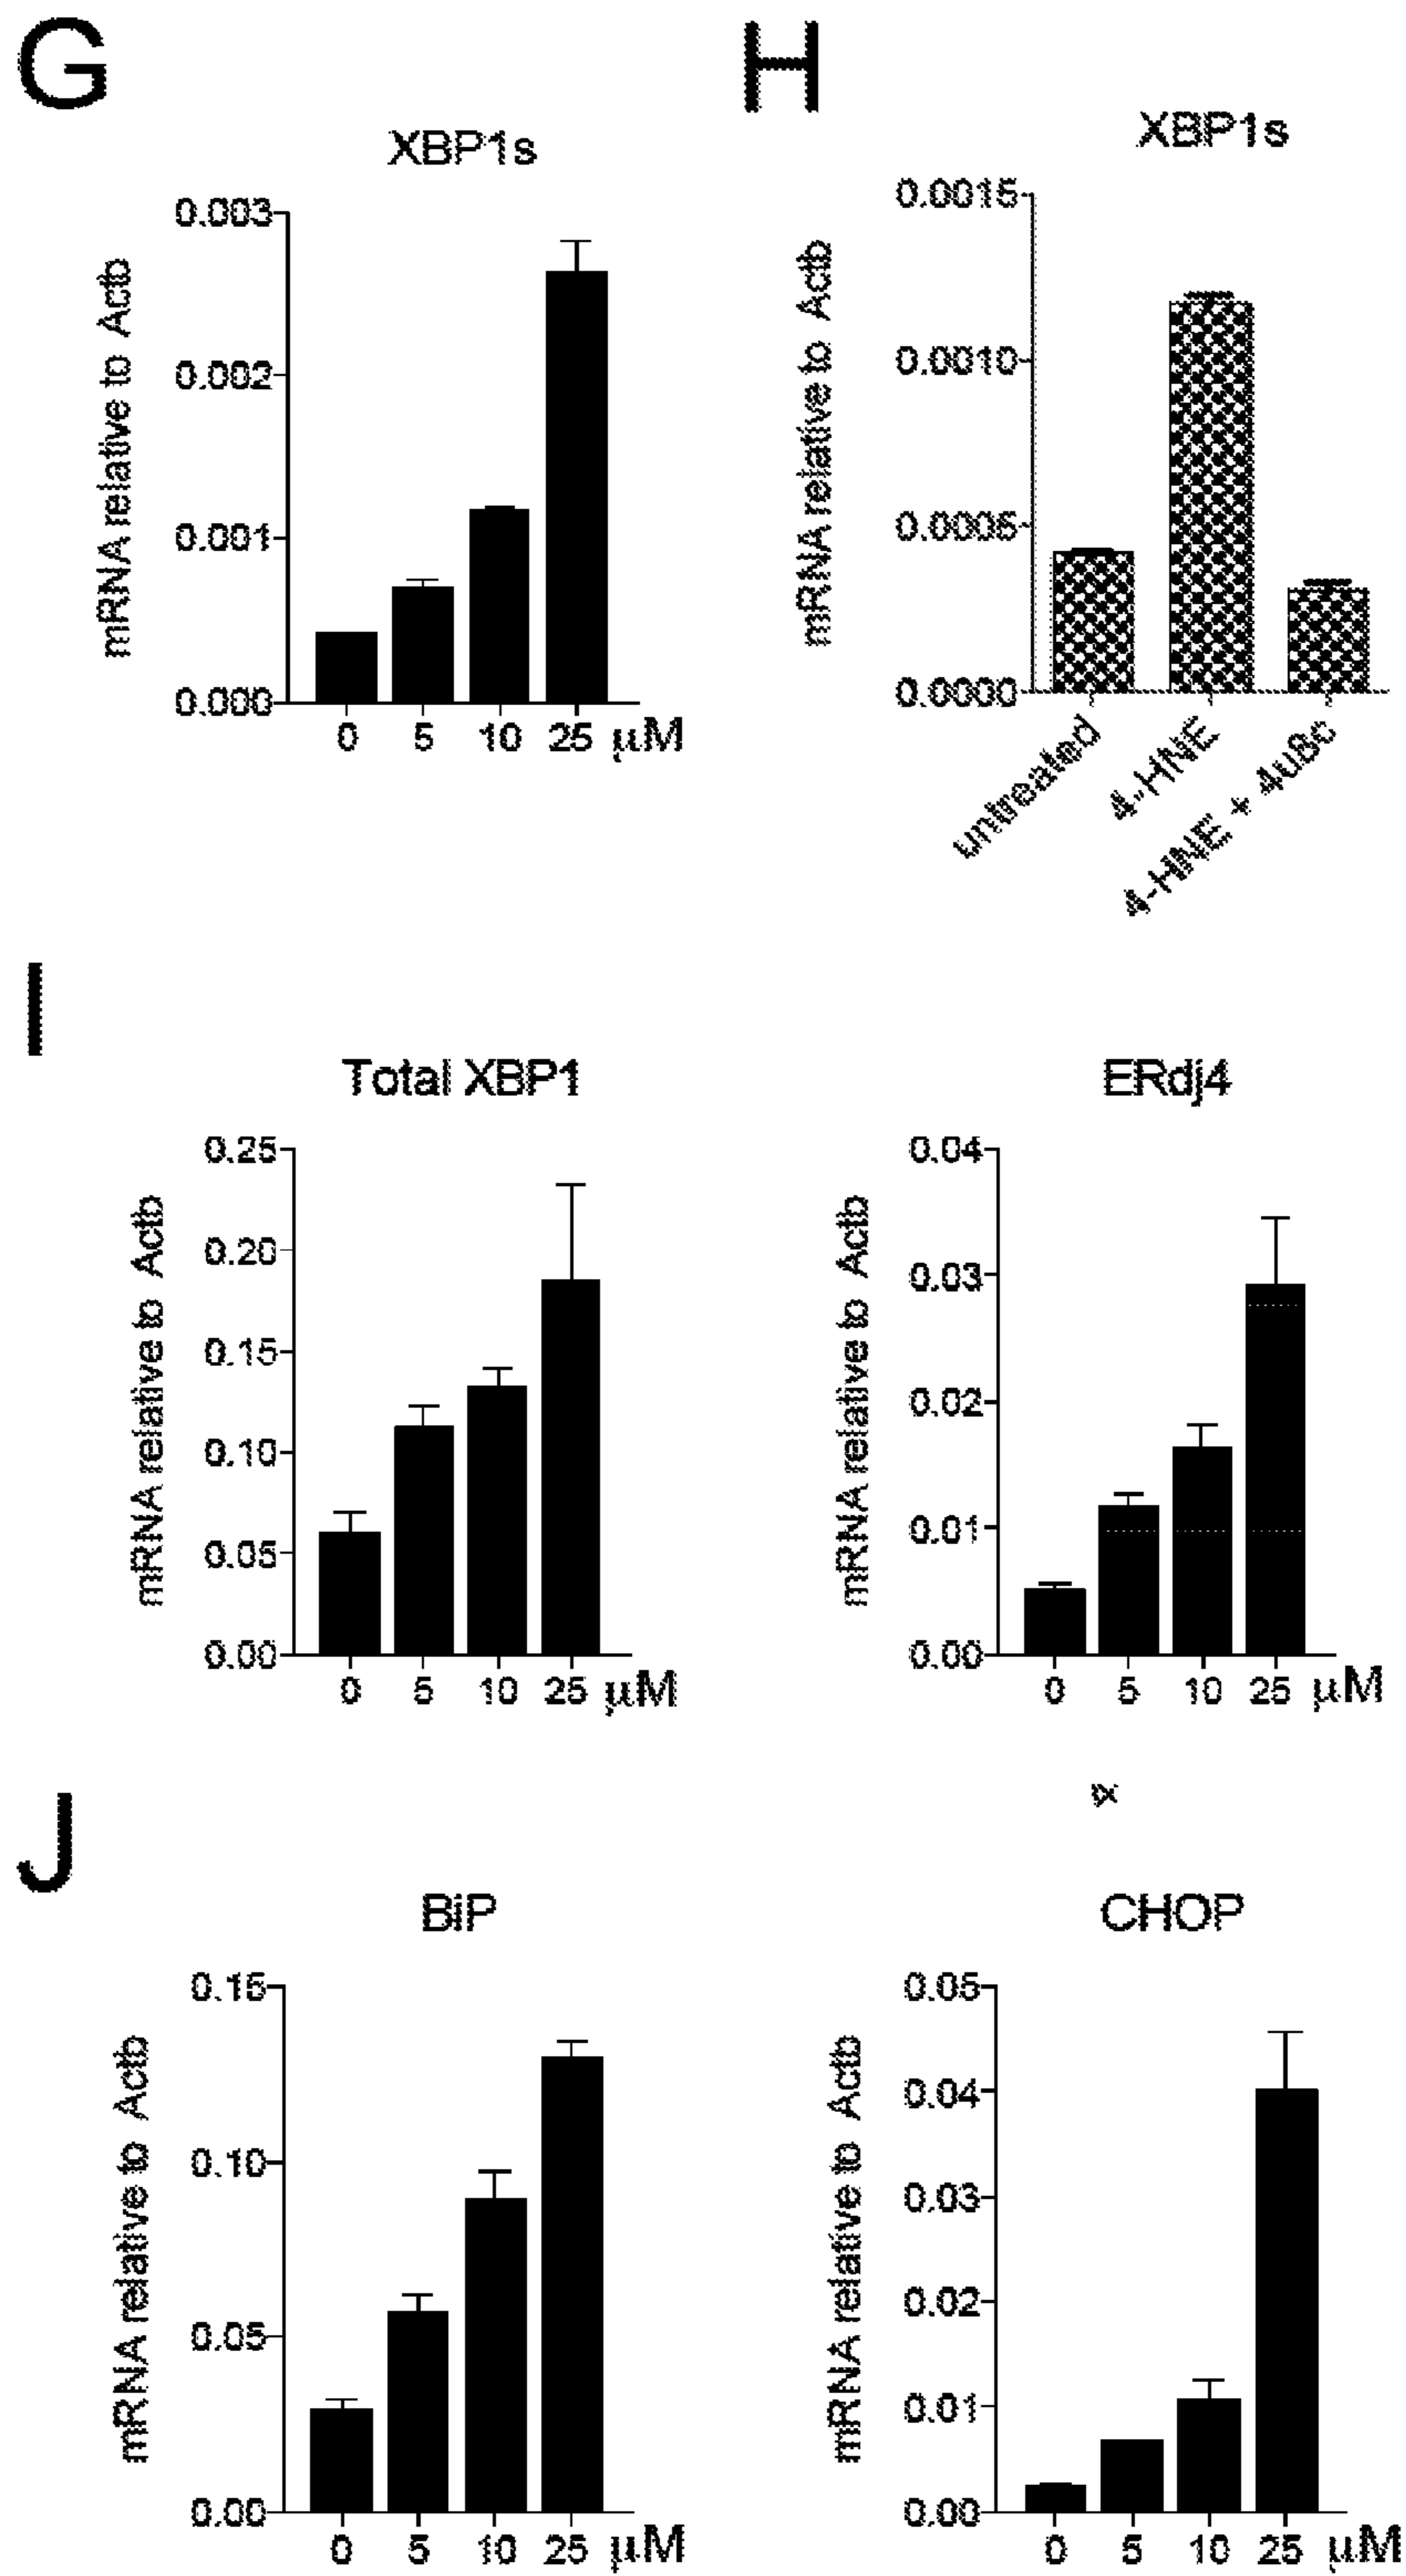 G
XBP1s
mRNA relative to Actb
0.003
0.002
0.001
0.000
0 5 10 25 μM
H
XBP1s
mRNA relative to Actb
0.0015
0.0010
0.0005
0.0000
untreated
4-HNE
4-HNE + 4u8c
I
Total XBP1
mRNA relative to Actb
0.25
0.20
0.15
0.10
0.05
0.00
0 5 10 25 μM
ERdj4
mRNA relative to Actb
0.04
0.03
0.02
0.01
0.00
0 5 10 25 μM
J
BiP
mRNA relative to Actb
0.15
0.10
0.05
0.00
0 5 10 25 μM
CHOP
mRNA relative to Actb
0.05
0.04
0.03
0.02
0.01
0.00
0 5 10 25 μM